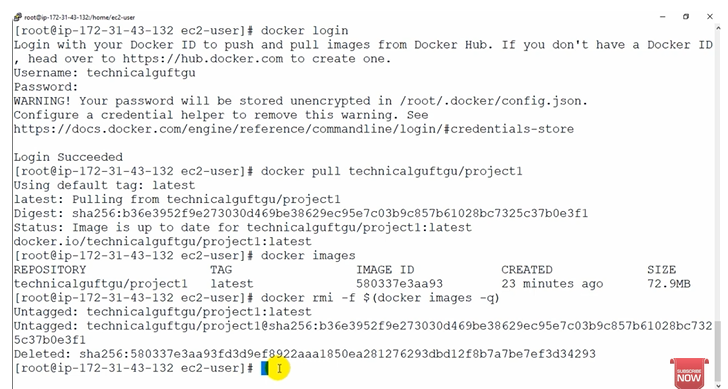 root@ip-172-31-43-132:/home/ec2-user
[root@ip-172-31-43-132 ec2-user]# docker login
Login with your Docker ID to push and pull images from Docker Hub. If you don't have a Docker ID
, head over to https://hub.docker.com to create one.
Username: technicalguftgu
Password:
WARNING! Your password will be stored unencrypted in /root/.docker/config.json.
Configure a credential helper to remove this warning. See
https://docs.docker.com/engine/reference/commandline/login/#credentials-store
Login Succeeded
[root@ip-172-31-43-132 ec2-user]# docker pull technicalguftgu/project1
Using default tag: latest
latest: Pulling from technicalguftgu/project1
Digest: sha256:b36e3952f9e273030d469be38629ec95e7c03b9c857b61028bc7325c37b0e3f1
Status: Image is up to date for technicalguftgu/project1:latest
docker.io/technicalguftgu/project1:latest
[root@ip-172-31-43-132 ec2-user]# docker images
REPOSITORY TAG IMAGE ID CREATED SIZE
technicalguftgu/project1 latest 580337e3aa93 23 minutes ago 72.9MB
[root@ip-172-31-43-132 ec2-user]# docker rmi -f $(docker images -q)
Untagged: technicalguftgu/project1:latest
Untagged: technicalguftgu/project1@sha256:b36e3952f9e273030d469be38629ec95e7c03b9c857b61028bc732
5c37b0e3f1
Deleted: sha256:580337e3aa93fd3d9ef8922aaa1850ea281276293dbd12f8b7a7be7ef3d34293
[root@ip-172-31-43-132 ec2-user]#
SUBSCRIBE
NOW